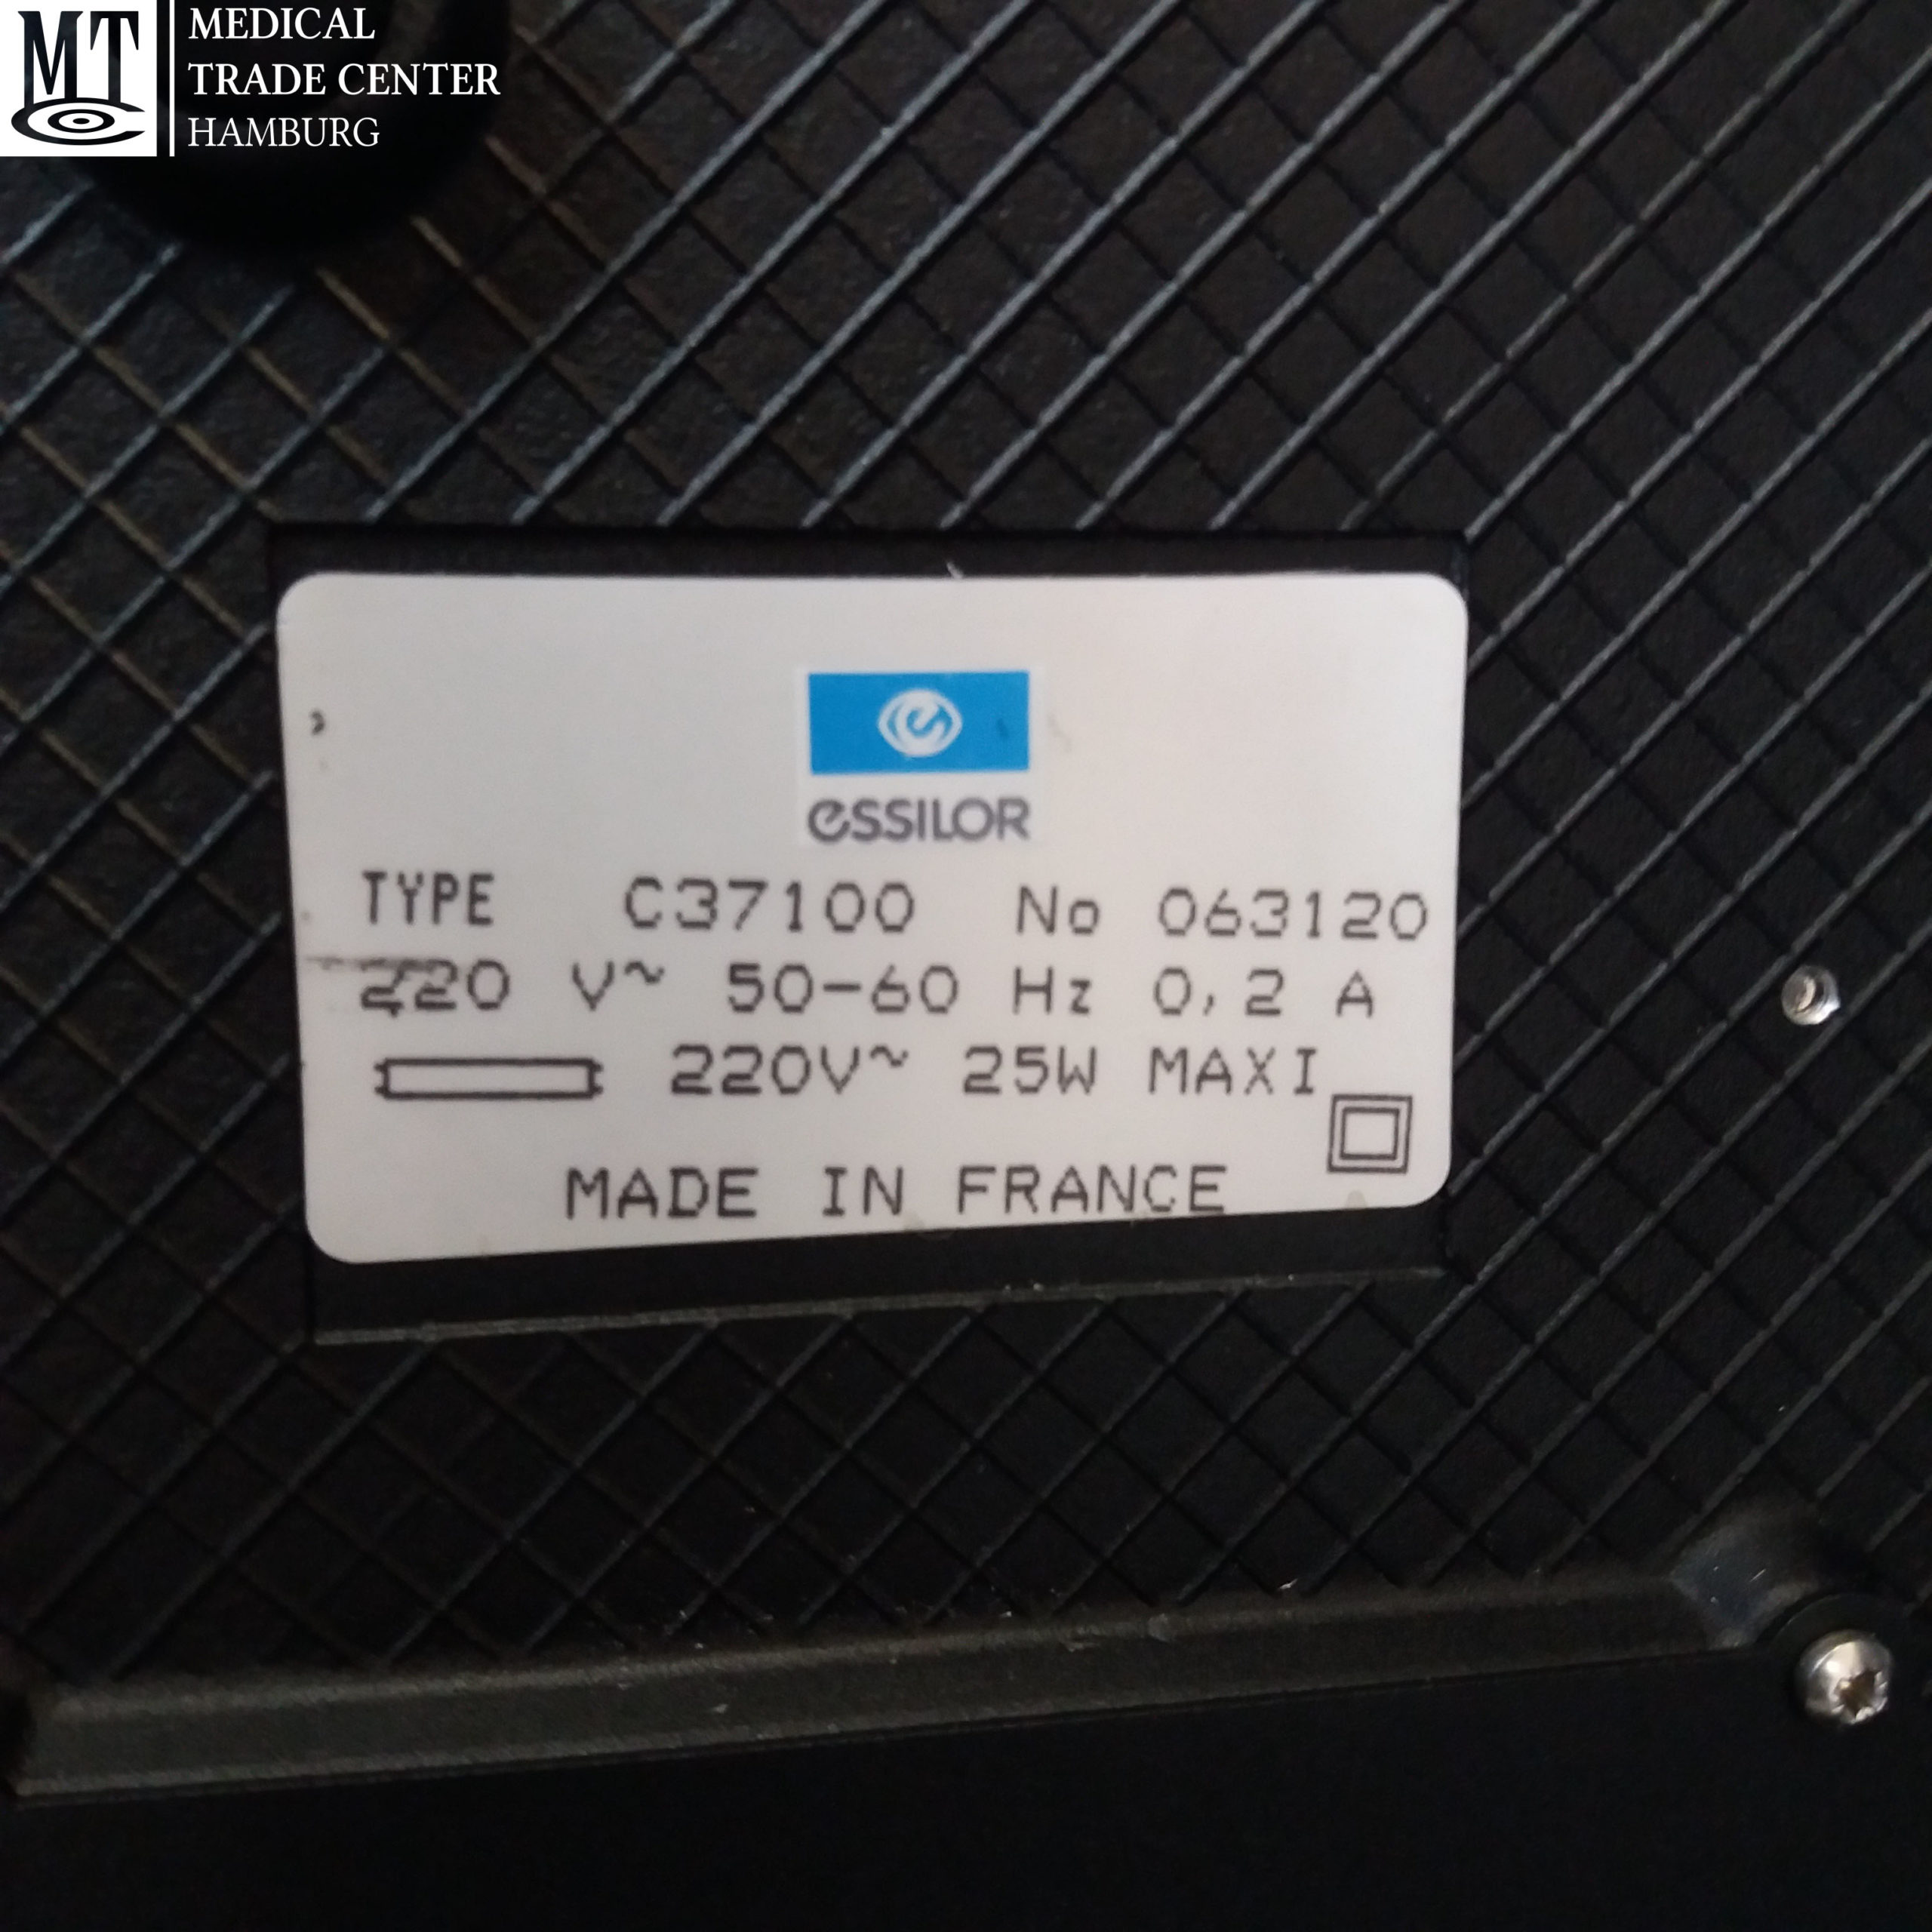 MT
MEDICAL
TRADE CENTER
HAMBURG
essilor
TYPE C37100 No 063120
220 V~ 50-60 Hz 0,2 A
220V~ 25W MAXI
MADE IN FRANCE